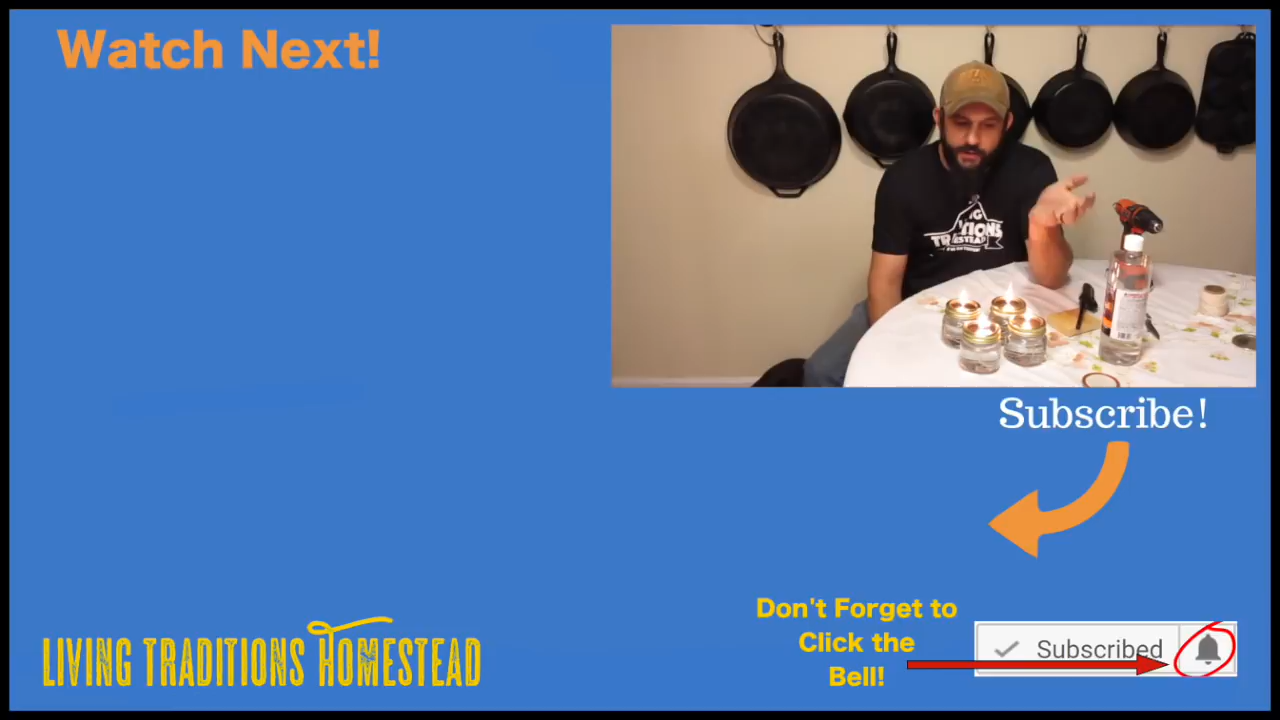 Watch Next!
Subscribe!
Don't Forget to
Click the
Bell!
Subscribed
LIVING TRADITIONS HOMESTEAD